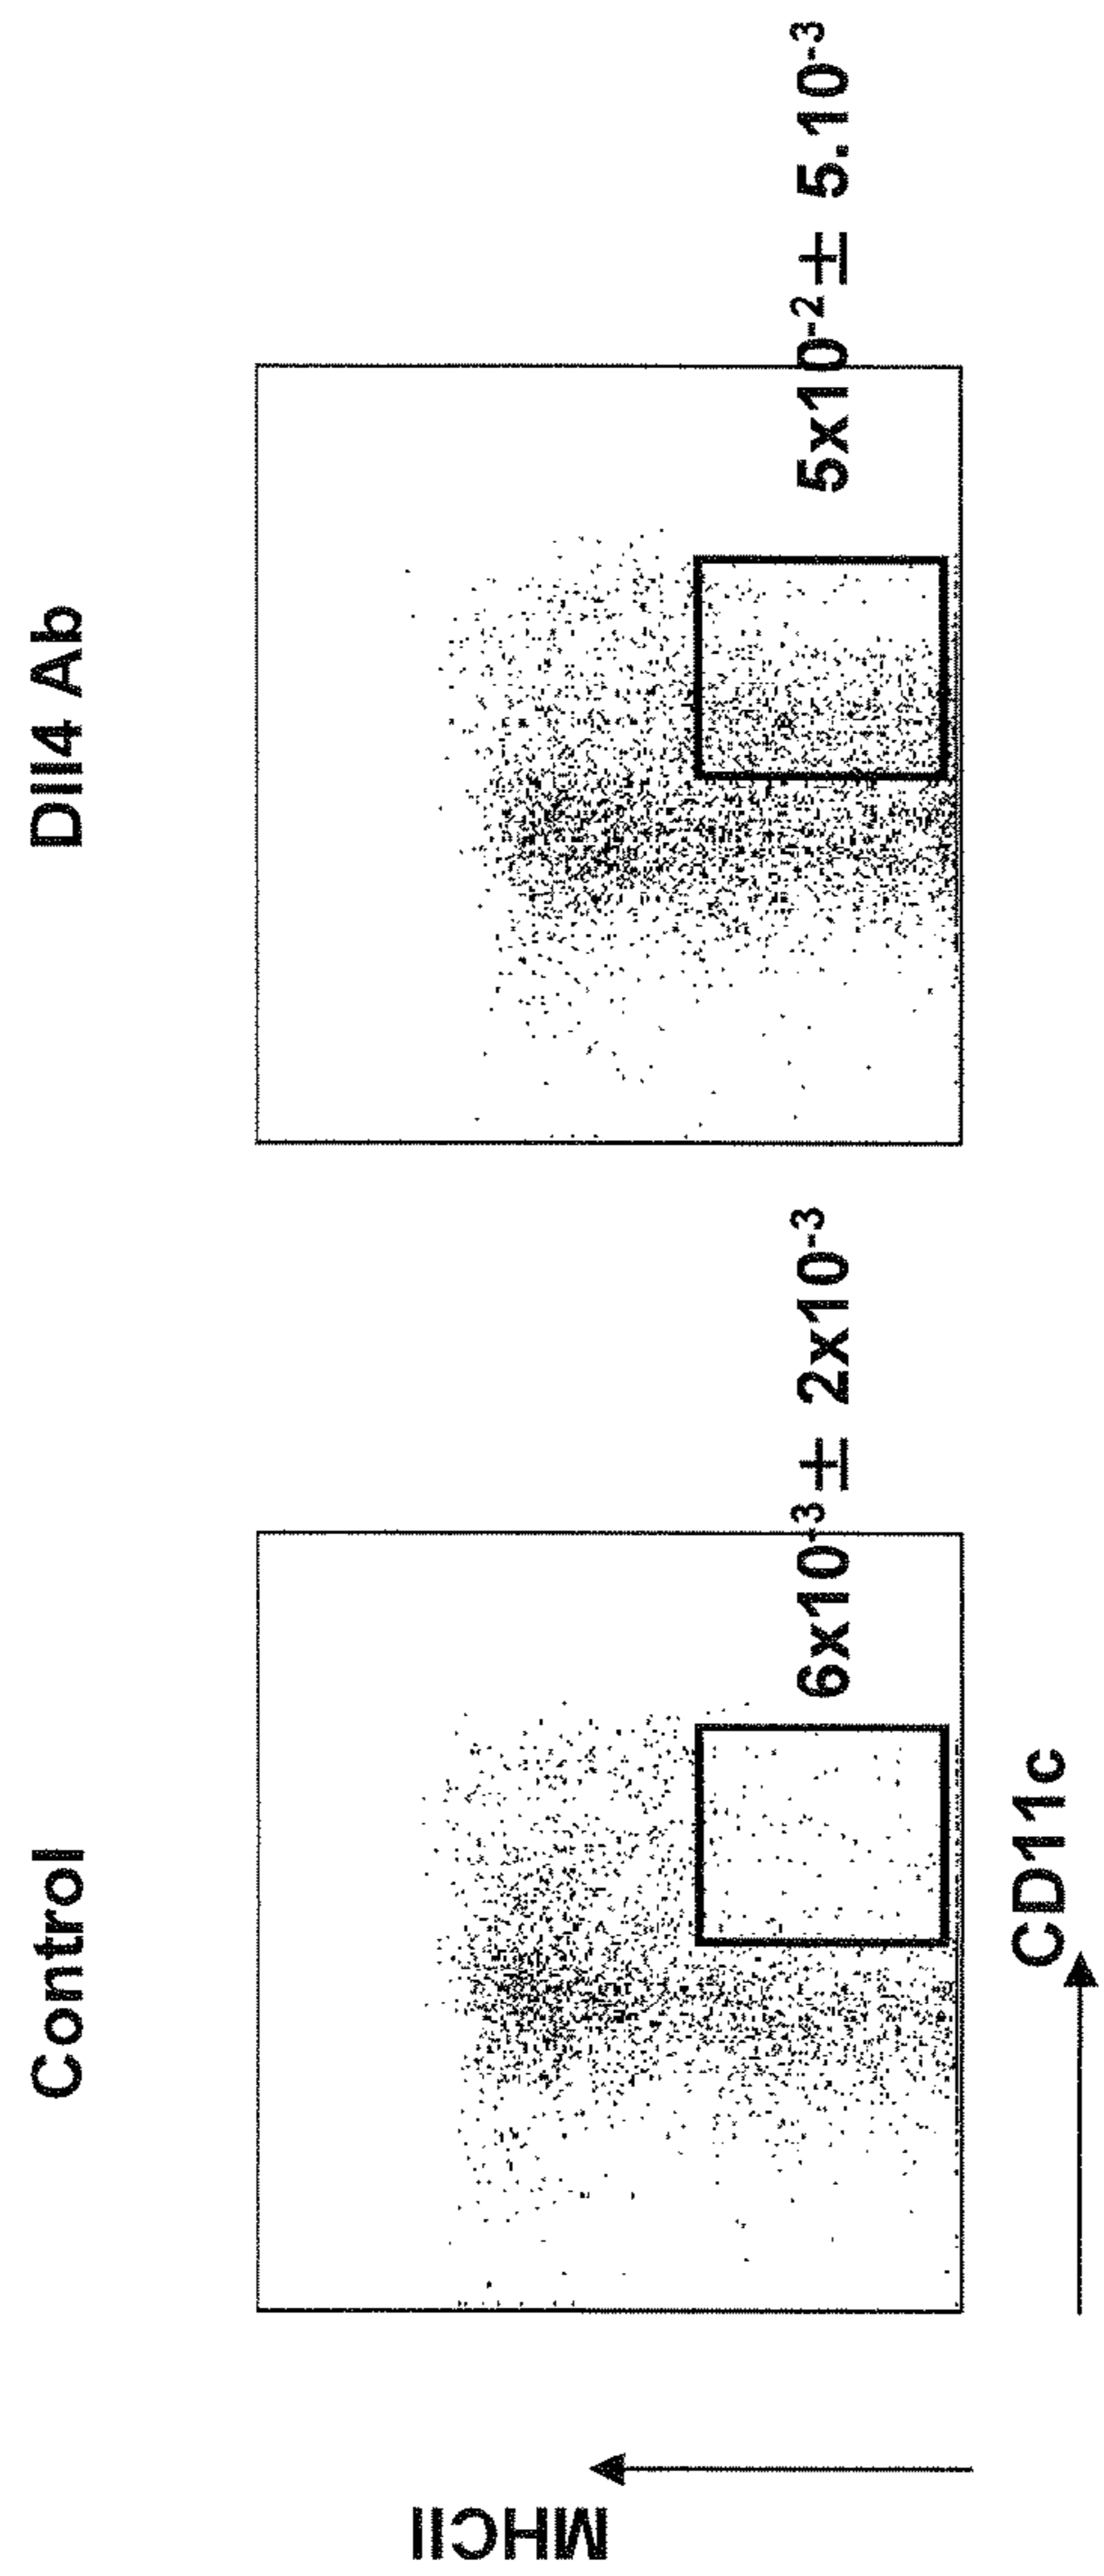 Control
Dll4 Ab
MHCII
6x10⁻³ ± 2x10⁻³
5x10⁻² ± 5.10⁻³
CD11c